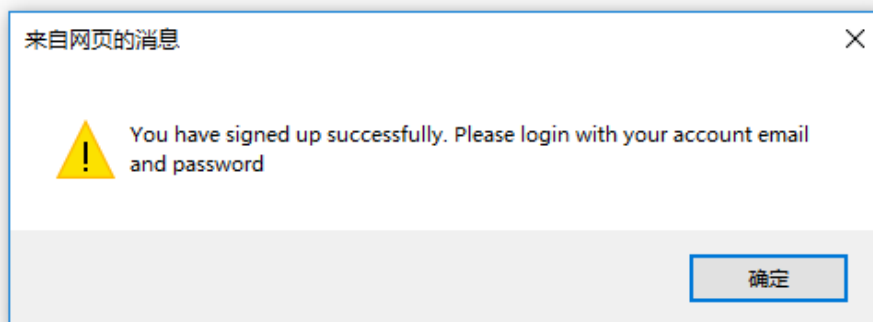 来自网页的消息
You have signed up successfully. Please login with your account email
and password
确定